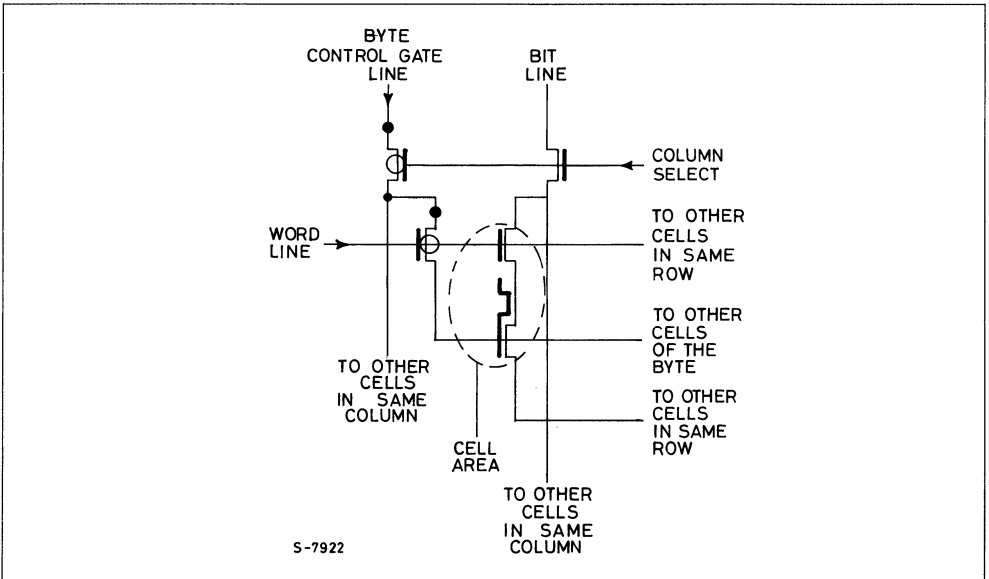 BYTE
CONTROL GATE
LINE
BIT
LINE
COLUMN
SELECT
WORD
LINE
TO OTHER
CELLS
IN SAME
ROW
TO OTHER
CELLS
OF THE
BYTE
TO OTHER
CELLS
IN SAME
COLUMN
TO OTHER
CELLS
IN SAME
ROW
CELL
AREA
TO OTHER
CELLS
IN SAME
COLUMN
S-7922